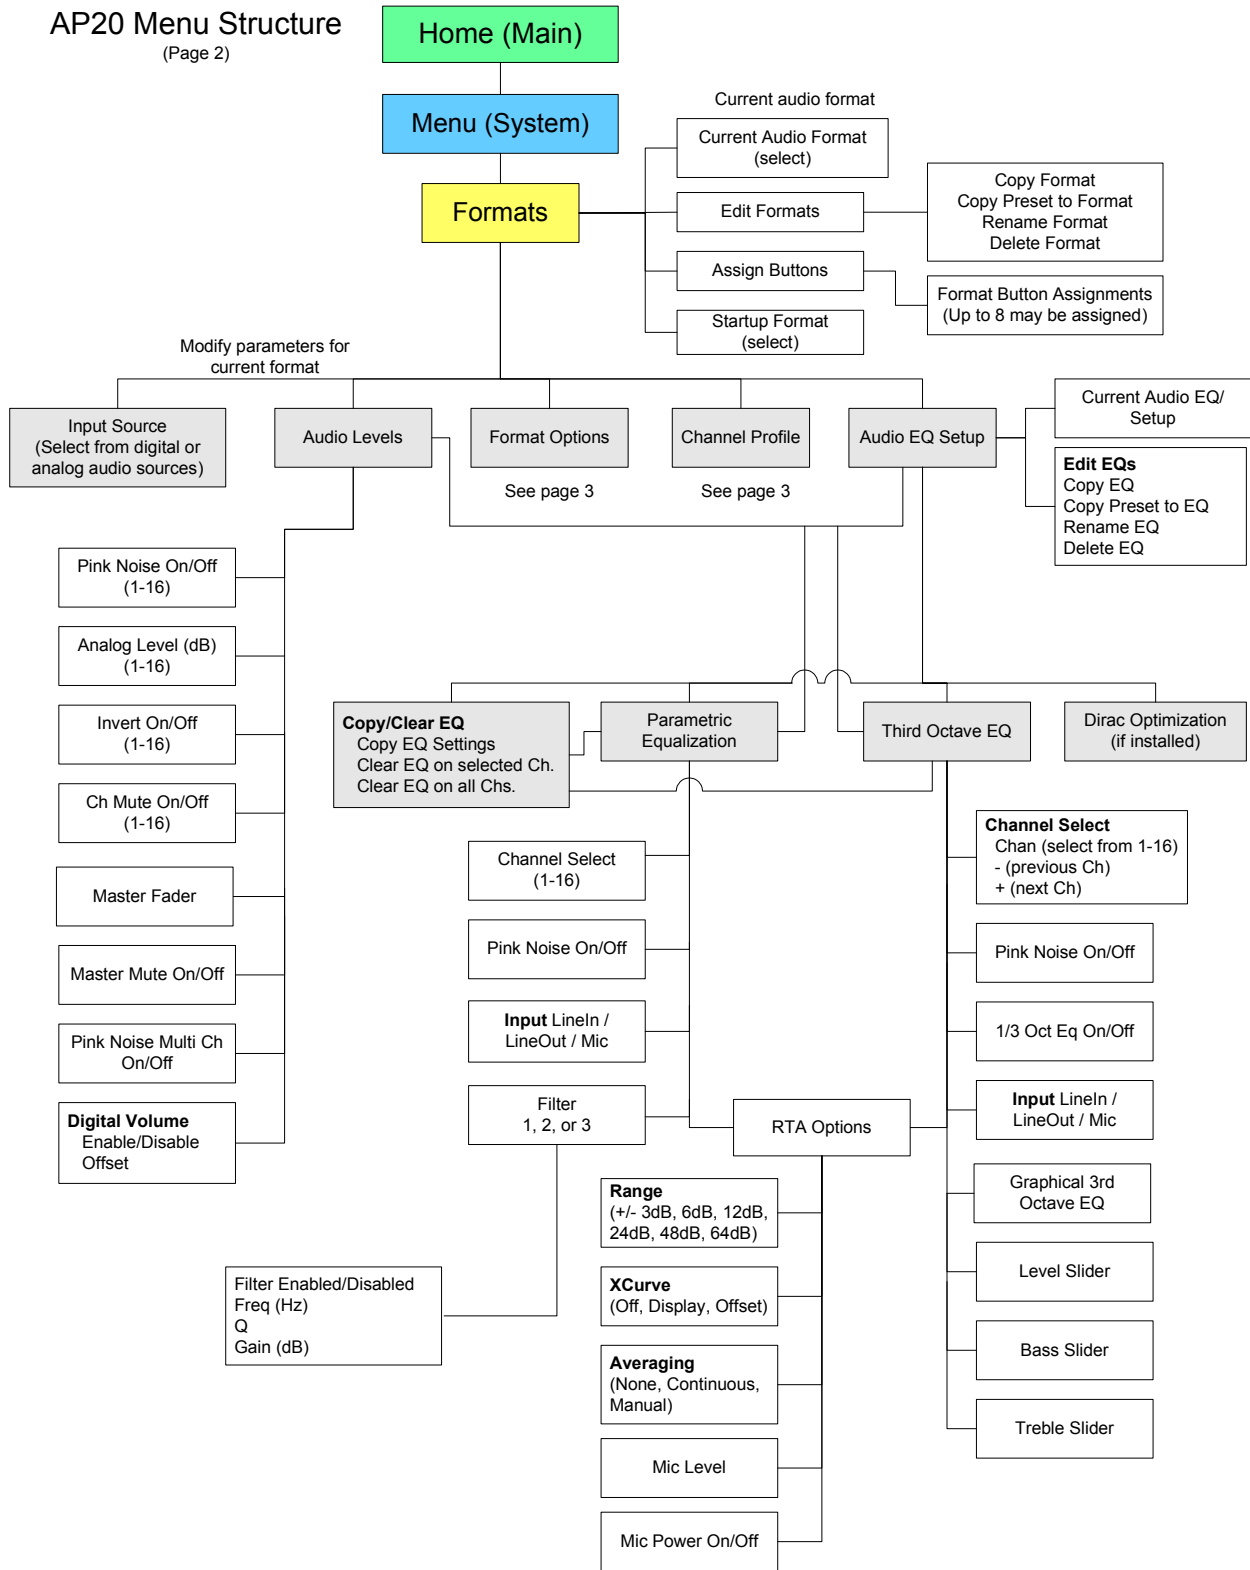 AP20 Menu Structure
(Page 2)
Home (Main)
Menu (System)
Formats
Current audio format
Current Audio Format
(select)
Edit Formats
Copy Format
Copy Preset to Format
Rename Format
Delete Format
Assign Buttons
Format Button Assignments
(Up to 8 may be assigned)
Startup Format
(select)
Modify parameters for
current format
Input Source
(Select from digital or
analog audio sources)
Audio Levels
Format Options
See page 3
Channel Profile
See page 3
Audio EQ Setup
Current Audio EQ/
Setup
Edit EQs
Copy EQ
Copy Preset to EQ
Rename EQ
Delete EQ
Pink Noise On/Off
(1-16)
Analog Level (dB)
(1-16)
Invert On/Off
(1-16)
Ch Mute On/Off
(1-16)
Master Fader
Master Mute On/Off
Pink Noise Multi Ch
On/Off
Digital Volume
Enable/Disable
Offset
Copy/Clear EQ
Copy EQ Settings
Clear EQ on selected Ch.
Clear EQ on all Chs.
Parametric
Equalization
Third Octave EQ
Dirac Optimization
(if installed)
Channel Select
(1-16)
Pink Noise On/Off
Input LineIn /
LineOut / Mic
Filter
1, 2, or 3
Filter Enabled/Disabled
Freq (Hz)
Q
Gain (dB)
RTA Options
Range
(+/- 3dB, 6dB, 12dB,
24dB, 48dB, 64dB)
XCurve
(Off, Display, Offset)
Averaging
(None, Continuous,
Manual)
Mic Level
Mic Power On/Off
Channel Select
Chan (select from 1-16)
- (previous Ch)
+ (next Ch)
Pink Noise On/Off
1/3 Oct Eq On/Off
Input LineIn /
LineOut / Mic
Graphical 3rd
Octave EQ
Level Slider
Bass Slider
Treble Slider